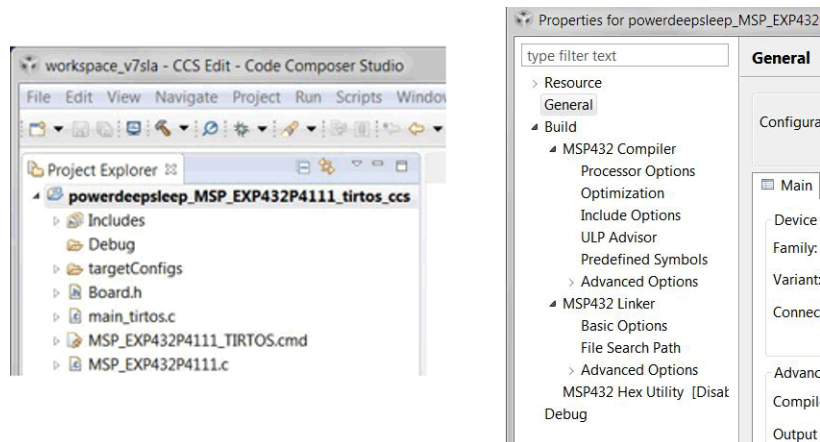 workspace_v7sla - CCS Edit - Code Composer Studio
File Edit View Navigate Project Run Scripts
Project Explorer
powerdeepsleep_MSP_EXP432P4111_tirtos_ccs
Includes
Debug
targetConfigs
Board.h
main_tirtos.c
MSP_EXP432P4111_TIRTOS.cmd
MSP_EXP432P4111.c
Properties for powerdeepsleep_MSP_EXP432
type filter text
General
Resource
General
Configura
Build
MSP432 Compiler
Processor Options
Optimization
Include Options
ULP Advisor
Predefined Symbols
Advanced Options
MSP432 Linker
Basic Options
File Search Path
Advanced Options
MSP432 Hex Utility [Disab
Debug
Main
Device
Family:
Variant:
Connec
Advanc
Compil
Output